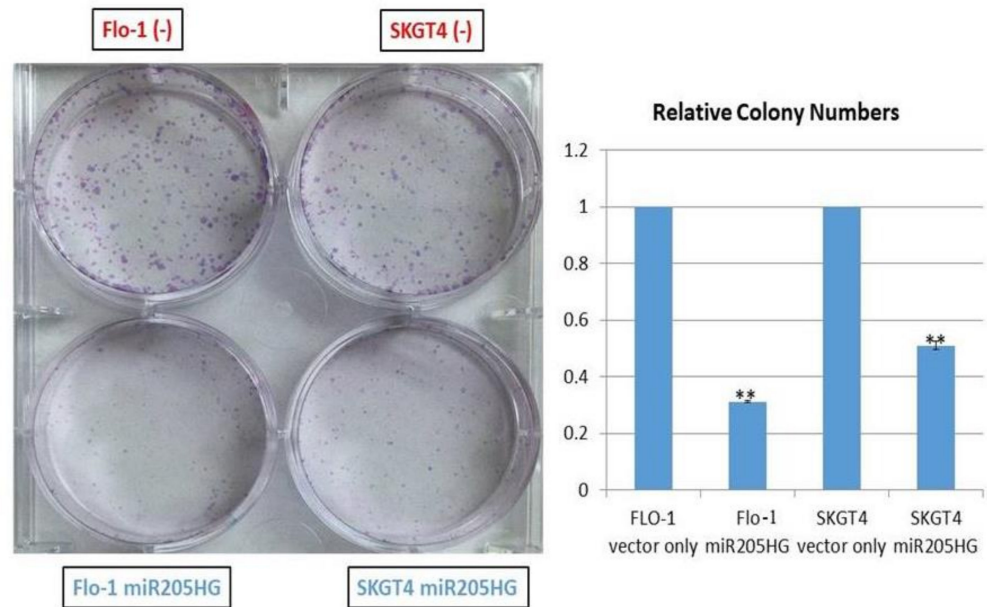 Flo-1 (-)
SKGT4 (-)
Flo-1 miR205HG
SKGT4 miR205HG
Relative Colony Numbers
1.2
1
0.8
0.6
0.4
0.2
0
**
**
FLO-1
vector only
Flo-1
miR205HG
SKGT4
vector only
SKGT4
miR205HG